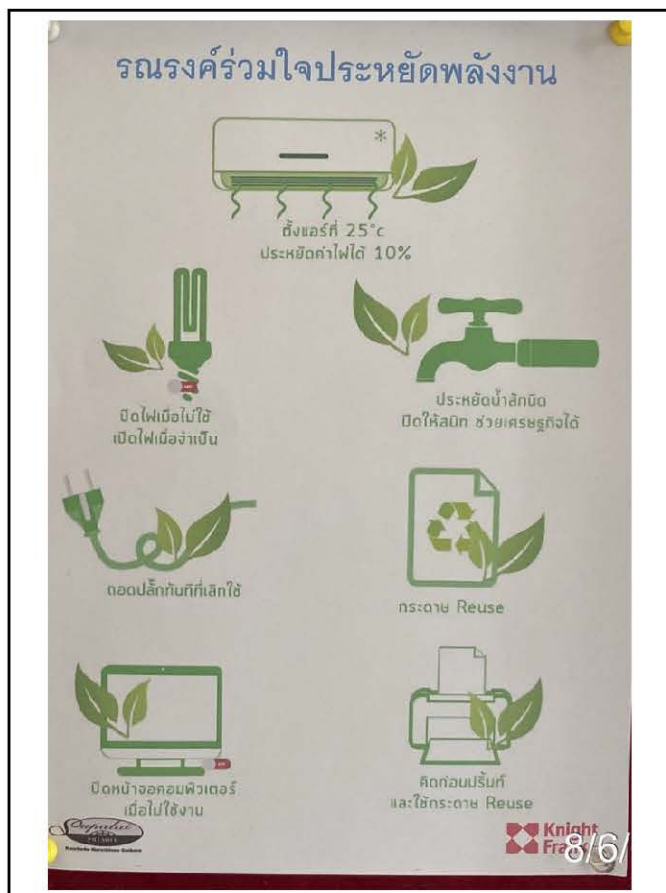 รณรงค์ร่วมใจประหยัดพลังงาน
ตั้งแอร์ที่ 25°c
ประหยัดค่าไฟได้ 10%
ปิดไฟเมื่อไม่ใช้
เปิดไฟเมื่อจำเป็น
ประหยัดน้ำสักนิด
ปิดให้สนิท ช่วยเศรษฐกิจได้
ถอดปลั๊กทันทีที่เลิกใช้
กระดาษ Reuse
ปิดหน้าจอคอมพิวเตอร์
เมื่อไม่ใช้งาน
คิดก่อนปริ้นท์
และใช้กระดาษ Reuse
Supalai
Knight
Frank
8/6/